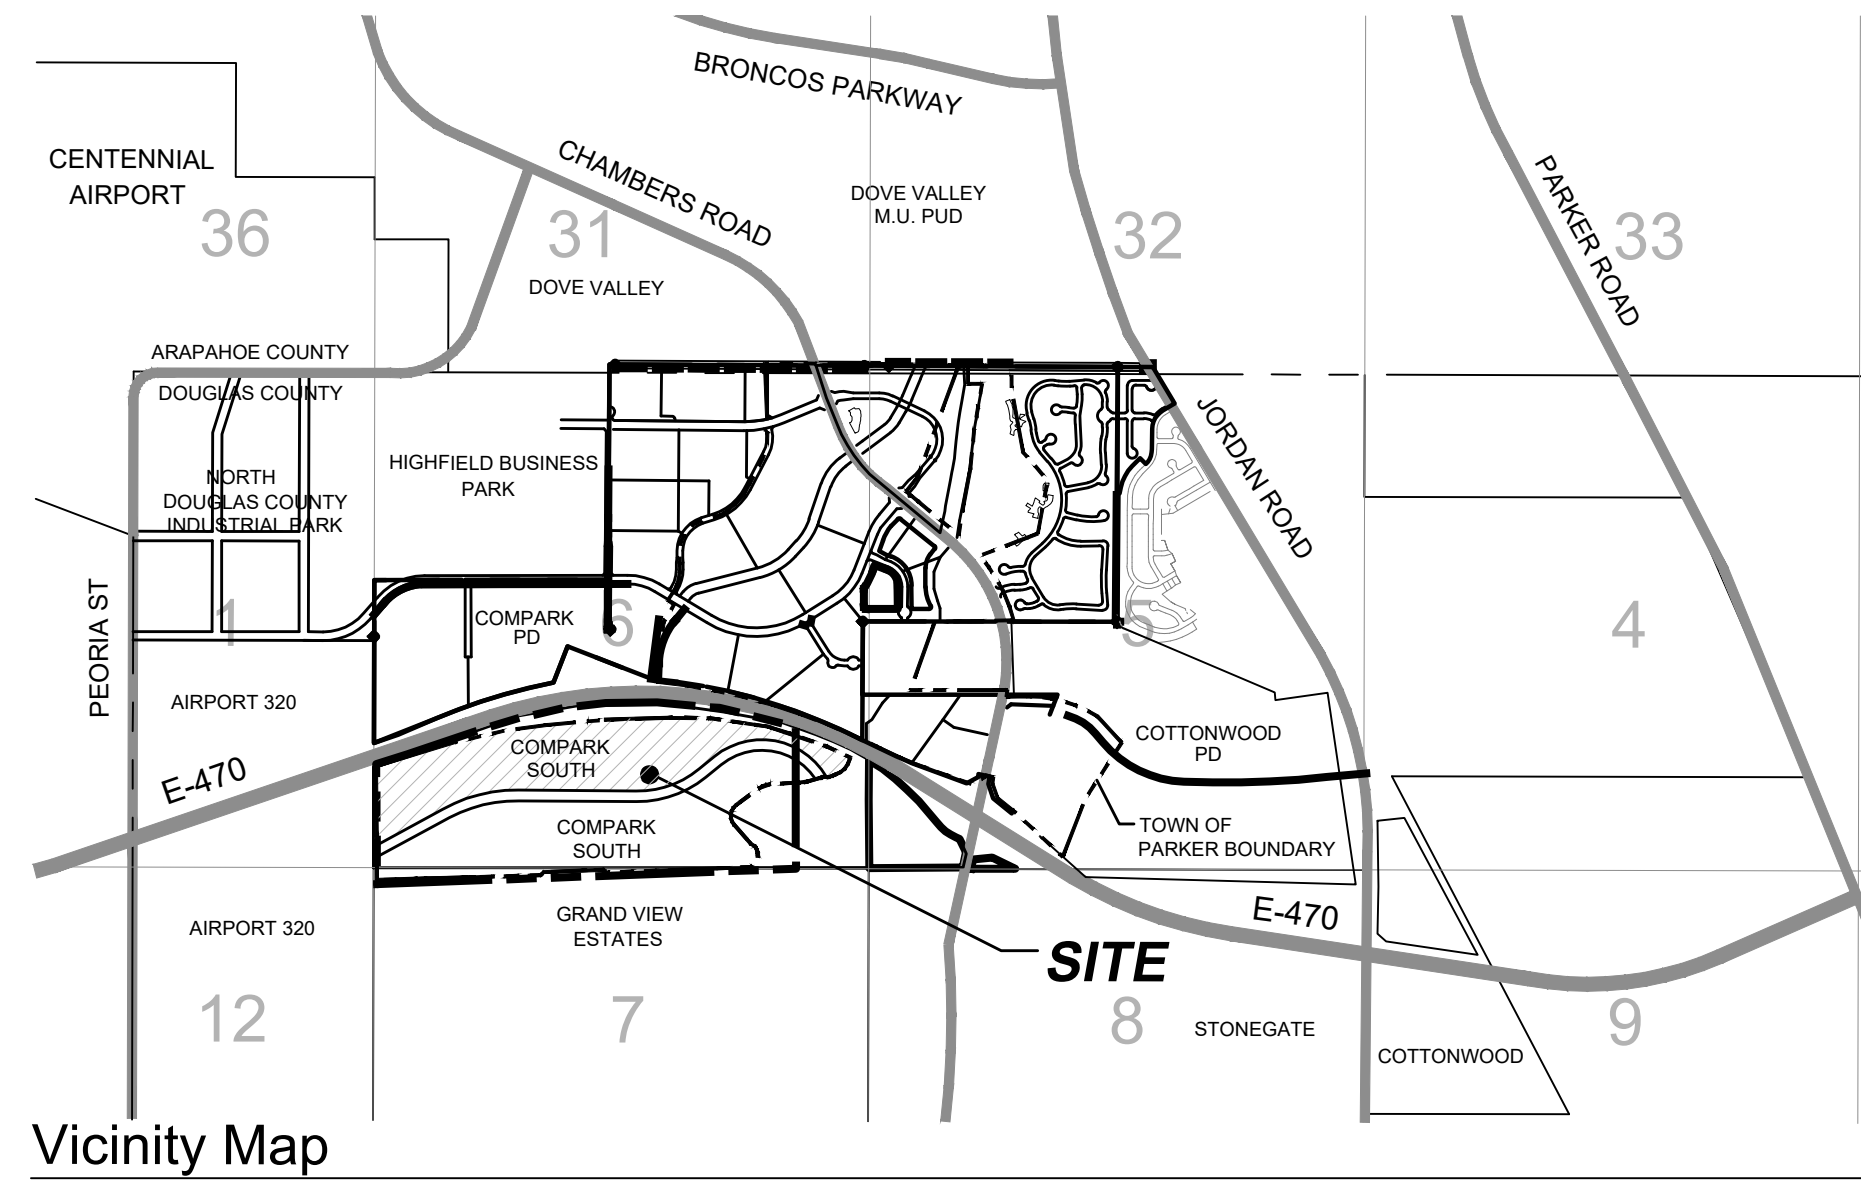 BRONCOS PARKWAY
CENTENNIAL
AIRPORT
CHAMBERS ROAD
DOVE VALLEY
M.U. PUD
PARKER ROAD
36
31
32
33
DOVE VALLEY
ARAPAHOE COUNTY
DOUGLAS COUNTY
JORDAN ROAD
HIGHFIELD BUSINESS
PARK
NORTH
DOUGLAS COUNTY
INDUSTRIAL PARK
PEORIA ST
1
6
5
4
COMPARK
PD
AIRPORT 320
COTTONWOOD
PD
COMPARK
SOUTH
E-470
COMPARK
SOUTH
TOWN OF
PARKER BOUNDARY
AIRPORT 320
GRAND VIEW
ESTATES
E-470
SITE
12
7
8
9
STONEGATE
COTTONWOOD
Vicinity Map